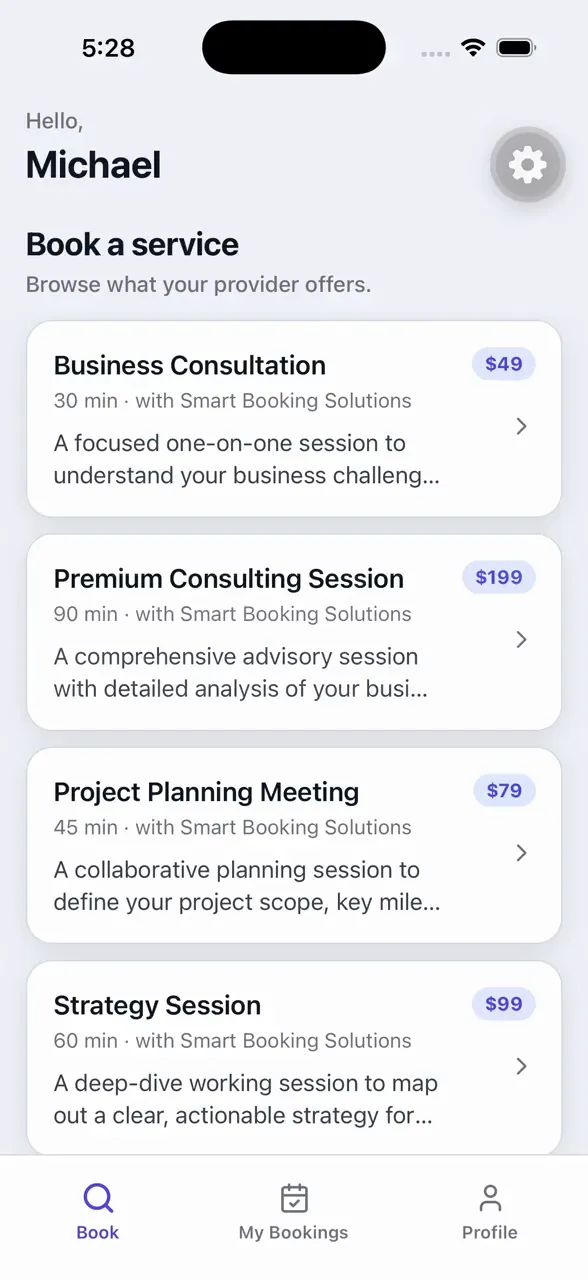 5:28
Hello,
Michael
Book a service
Browse what your provider offers.
Business Consultation
$49
30 min · with Smart Booking Solutions
A focused one-on-one session to
understand your business challeng...
Premium Consulting Session
$199
90 min · with Smart Booking Solutions
A comprehensive advisory session
with detailed analysis of your busi...
Project Planning Meeting
$79
45 min · with Smart Booking Solutions
A collaborative planning session to
define your project scope, key mile...
Strategy Session
$99
60 min · with Smart Booking Solutions
A deep-dive working session to map
out a clear, actionable strategy for...
Book
My Bookings
Profile